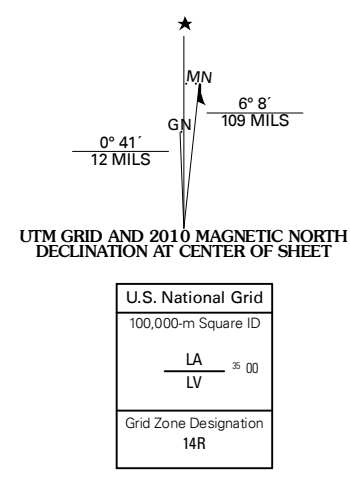 MN
GN
6° 8´
109 MILS
0° 41´
12 MILS
UTM GRID AND 2010 MAGNETIC NORTH
DECLINATION AT CENTER OF SHEET
U.S. National Grid
100,000-m Square ID
LA
35 00
LV
Grid Zone Designation
14R